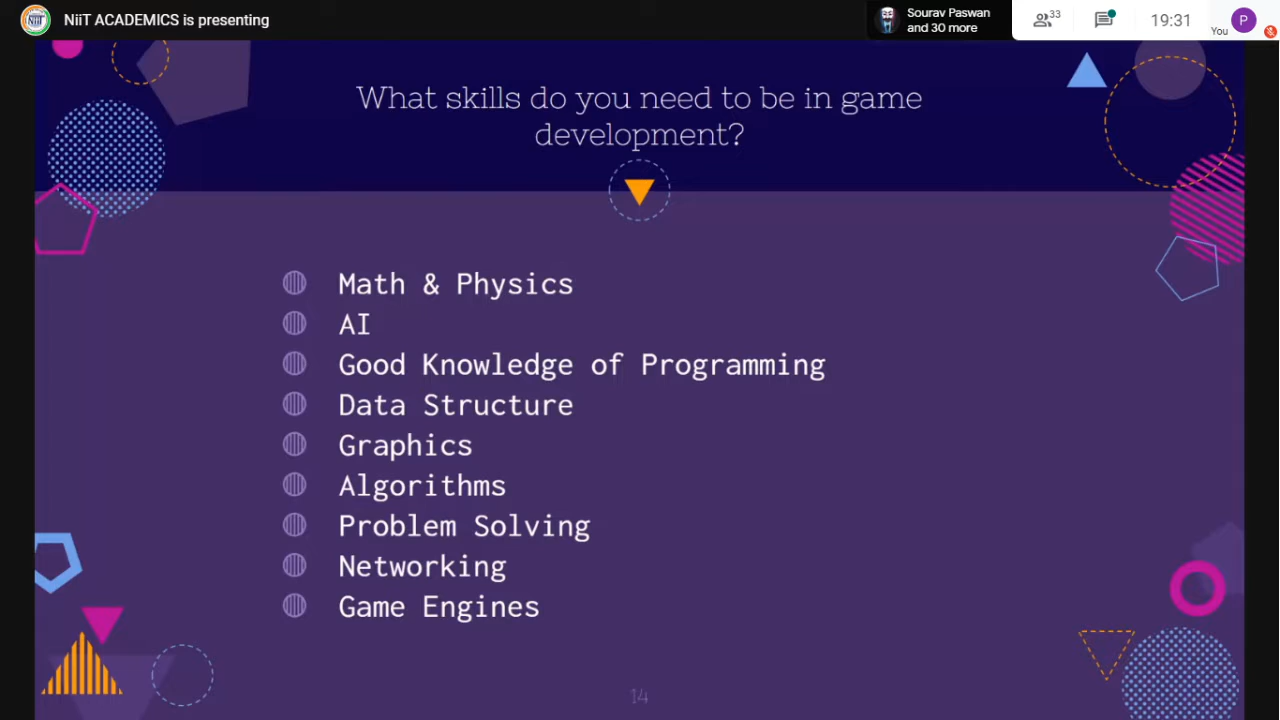 NiiT ACADEMICS is presenting
Sourav Paswan
and 30 more
33
19:31
You
P
What skills do you need to be in game
development?
Math & Physics
AI
Good Knowledge of Programming
Data Structure
Graphics
Algorithms
Problem Solving
Networking
Game Engines
14